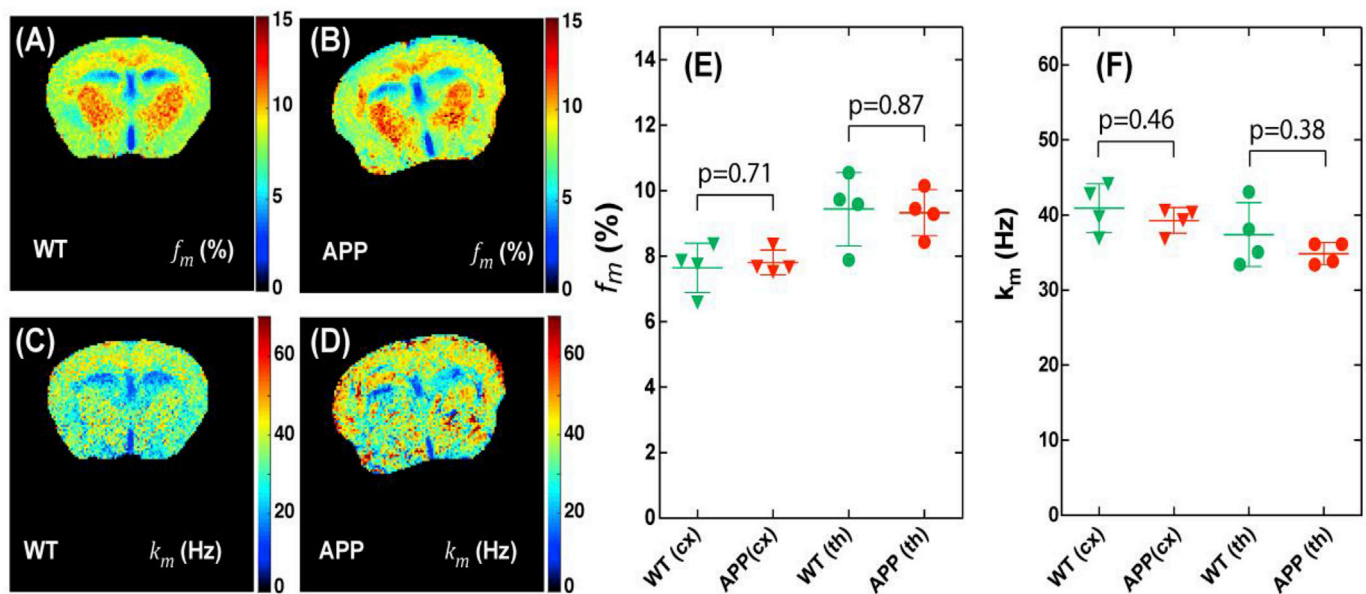 (A)
WT
f_m (%)
15
10
5
0
(B)
APP
f_m (%)
15
10
5
0
(C)
WT
k_m (Hz)
60
40
20
0
(D)
APP
k_m (Hz)
60
40
20
0
(E)
f_m (%)
14
12
10
8
6
4
2
0
p=0.71
p=0.87
WT (cx)
APP(cx)
WT (th)
APP (th)
(F)
k_m (Hz)
60
50
40
30
20
10
0
p=0.46
p=0.38
WT (cx)
APP(cx)
WT (th)
APP (th)